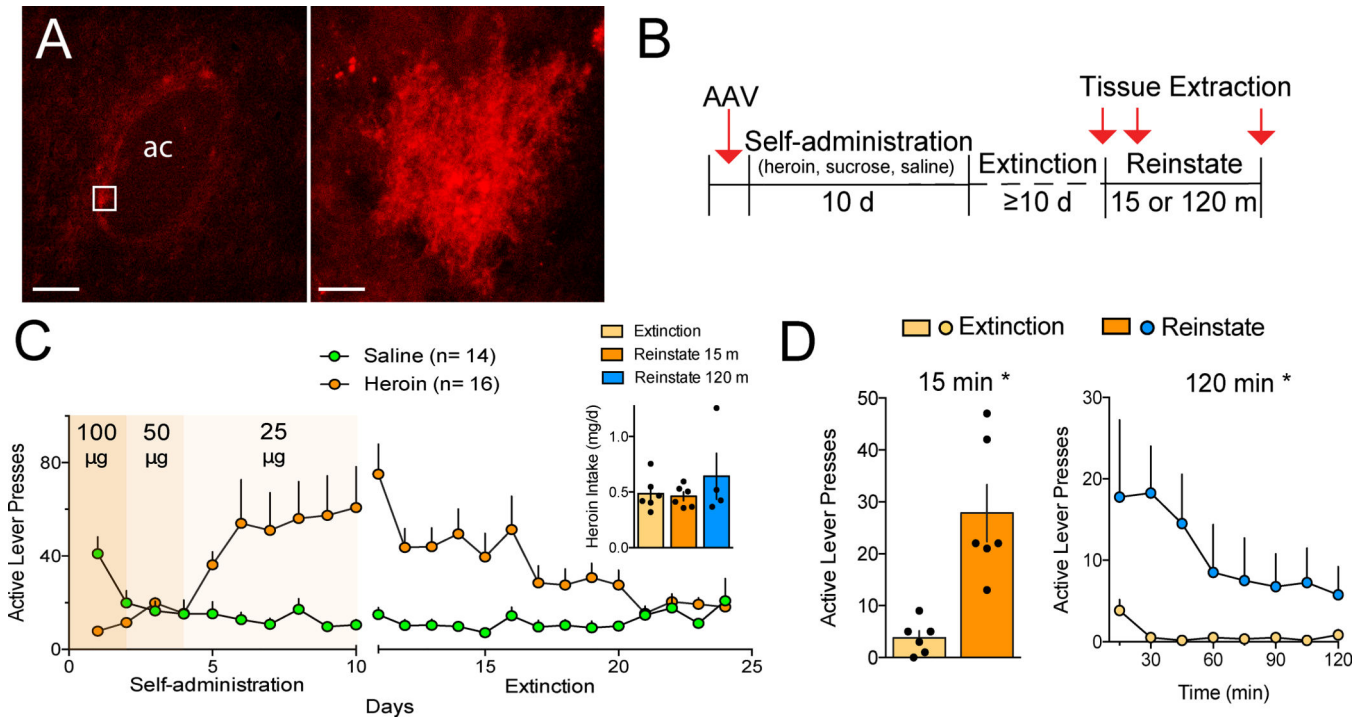 A
ac
B
AAV
Tissue Extraction
Self-administration
(heroin, sucrose, saline)
Extinction
Reinstate
10 d
≥10 d
15 or 120 m
C
Saline (n= 14)
Heroin (n= 16)
Extinction
Reinstate 15 m
Reinstate 120 m
100 µg
50 µg
25 µg
Active Lever Presses
80
40
0
0
5
10
15
20
25
Self-administration
Extinction
Days
Heroin Intake (mg/d)
1.0
0.5
0.0
D
Extinction
Reinstate
15 min *
Active Lever Presses
50
40
30
20
10
0
120 min *
Active Lever Presses
30
20
10
0
30
60
90
120
Time (min)